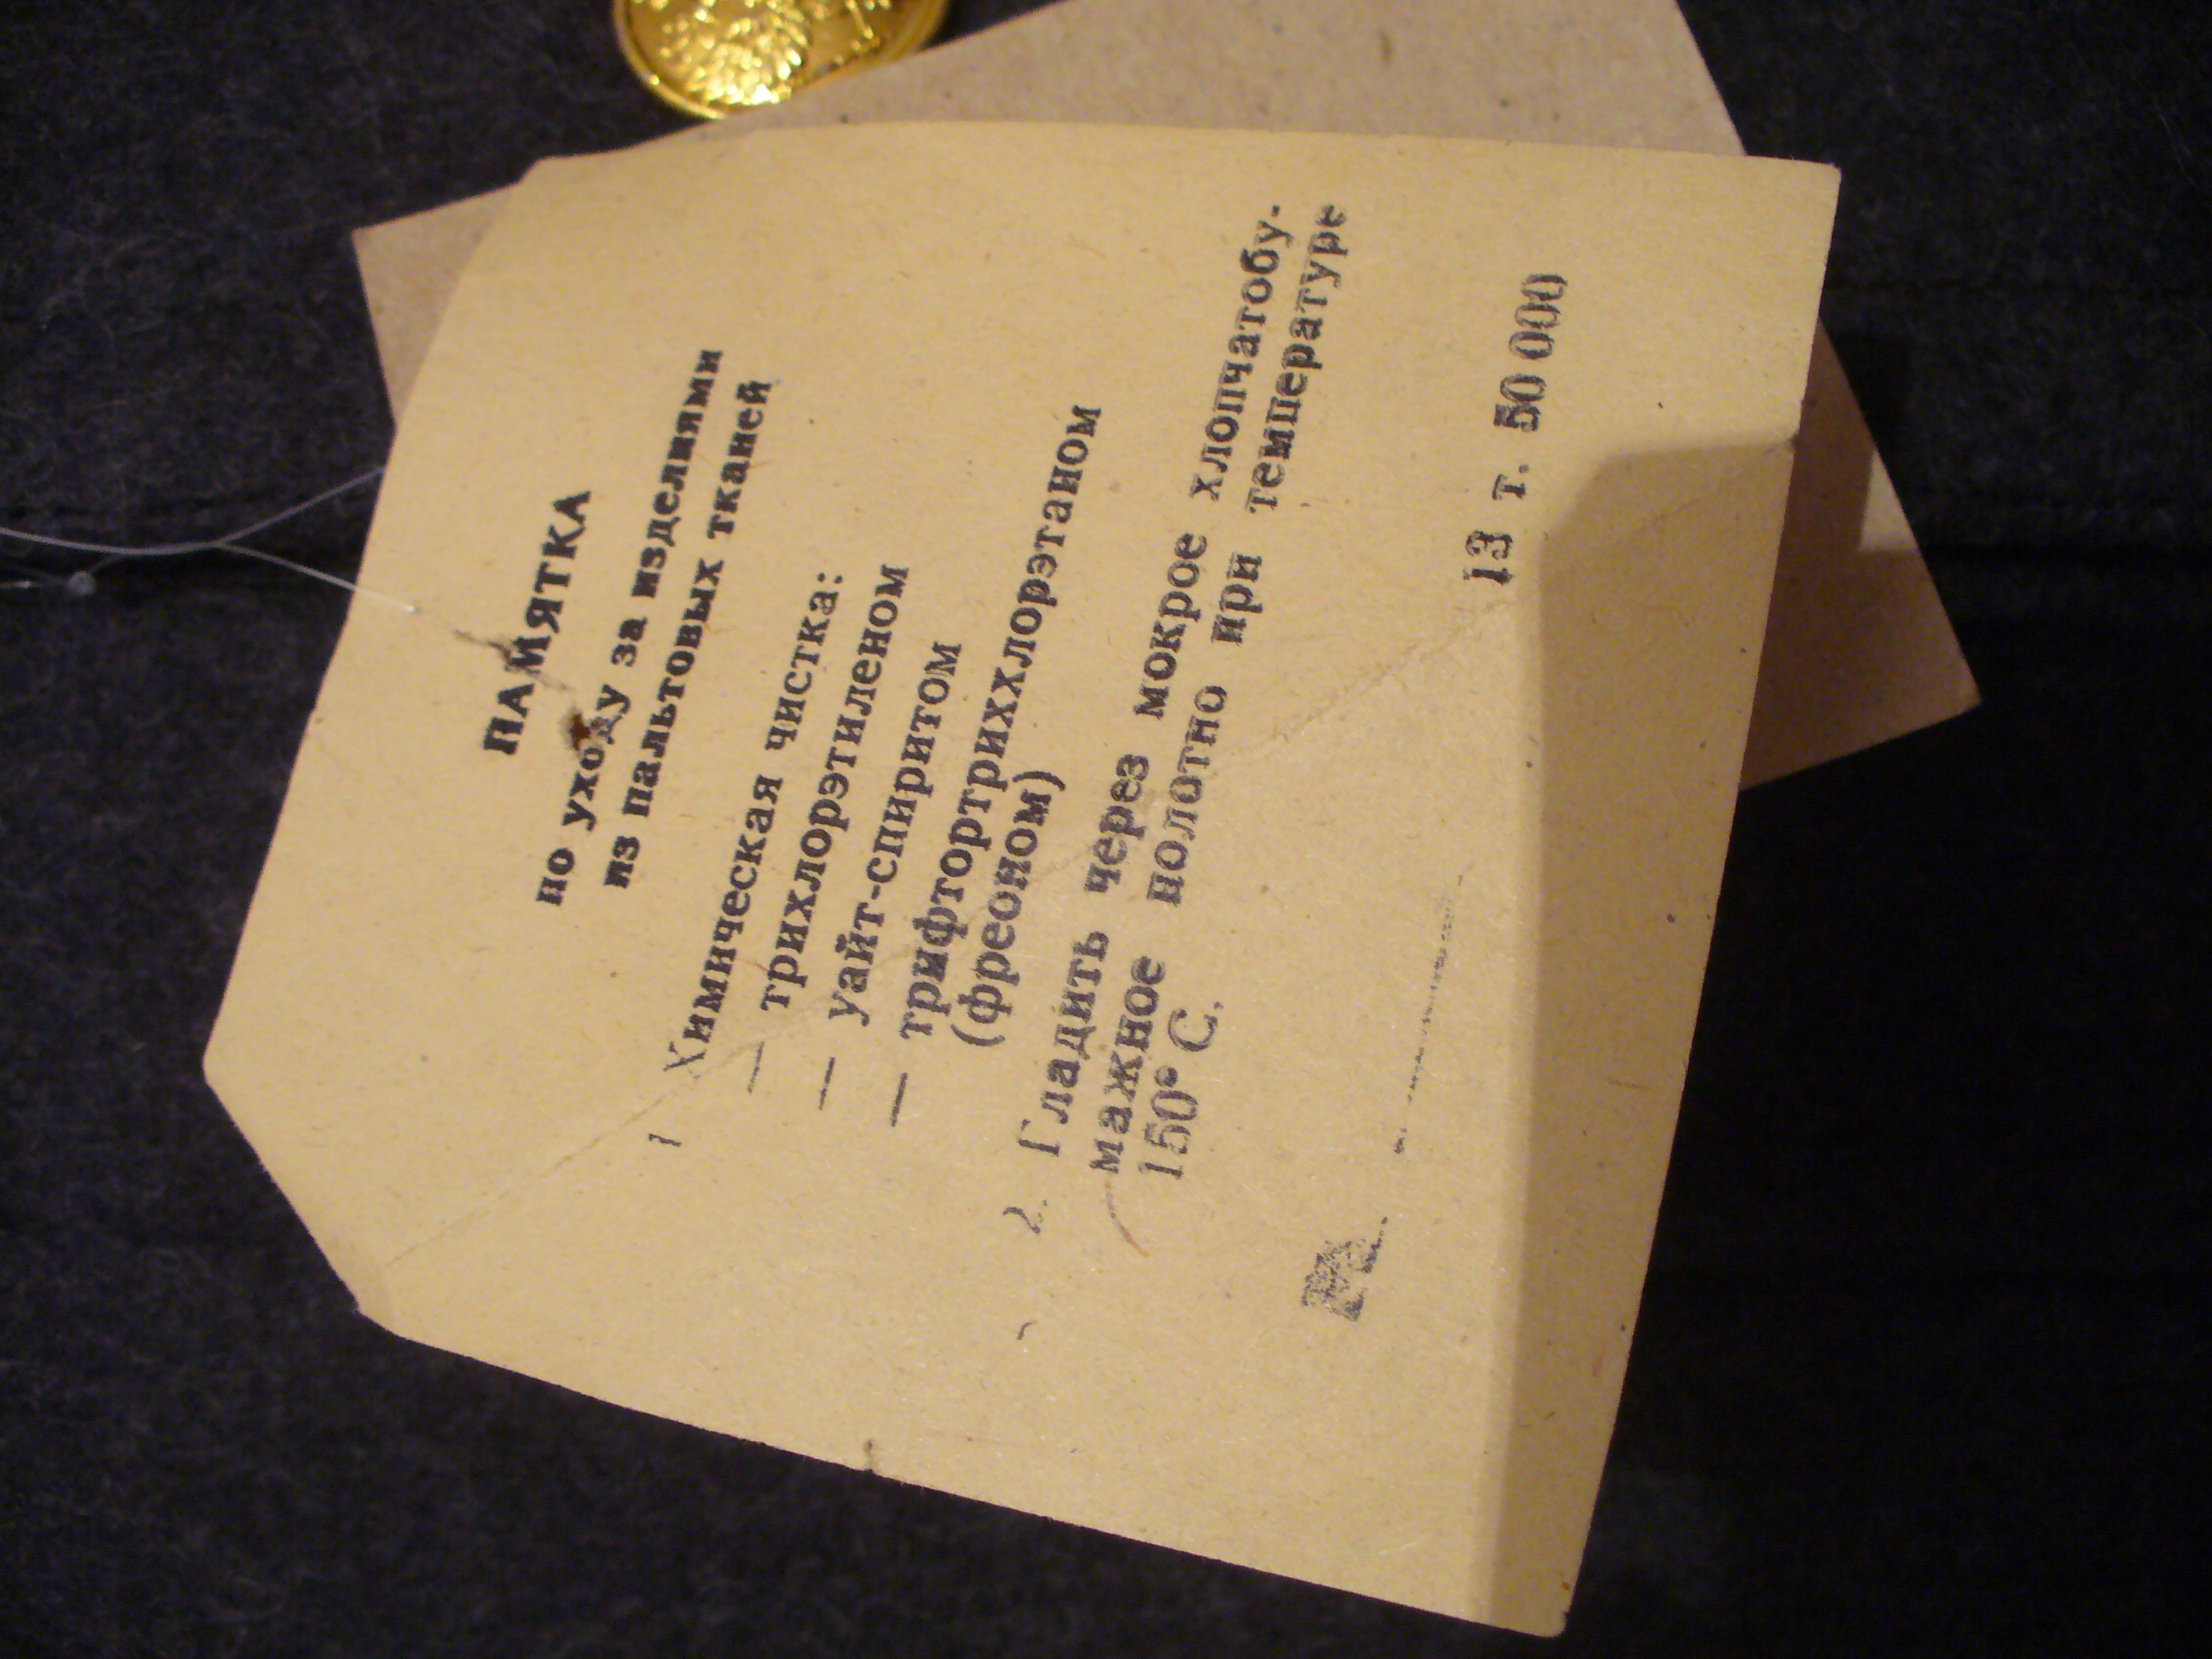 ПАМЯТКА
по уходу за изделиями
из пальтовых тканей
1 Химическая чистка:
— трихлорэтиленом
— уайт-спиритом
— трифтортриххлорэтаном
(фреоном)
2. Гладить через мокрое хлопчатобу-
мажное полотно при температуре
150° С.
13 т. 50 000